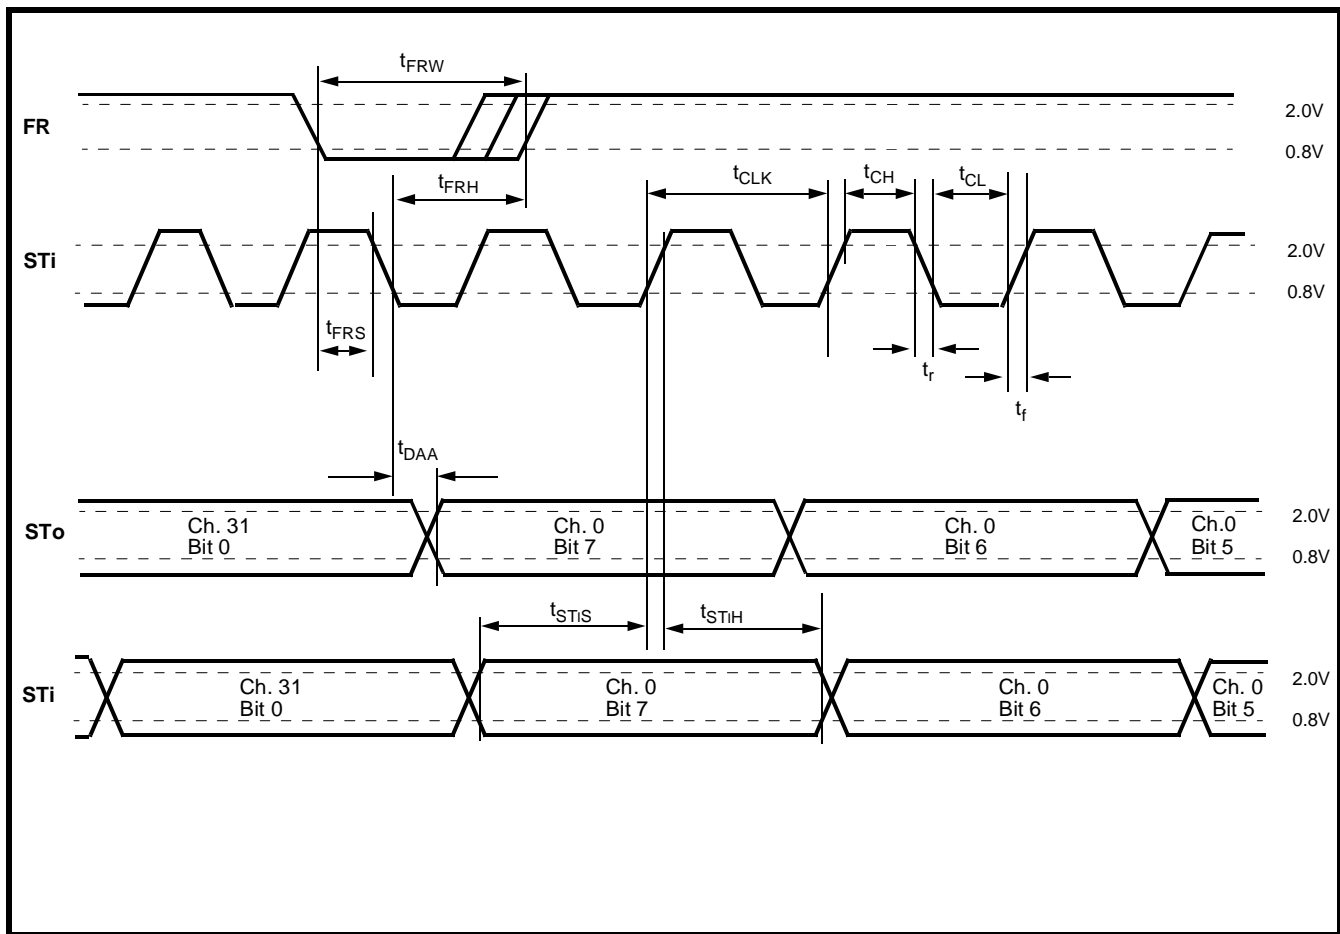 tFRW
FR
2.0V
0.8V
tFRH
tCLK
tCH
tCL
STi
2.0V
0.8V
tFRS
tr
tf
tDAA
STo
Ch. 31
Bit 0
Ch. 0
Bit 7
Ch. 0
Bit 6
Ch.0
Bit 5
2.0V
0.8V
tSTiS
tSTiH
STi
Ch. 31
Bit 0
Ch. 0
Bit 7
Ch. 0
Bit 6
Ch. 0
Bit 5
2.0V
0.8V